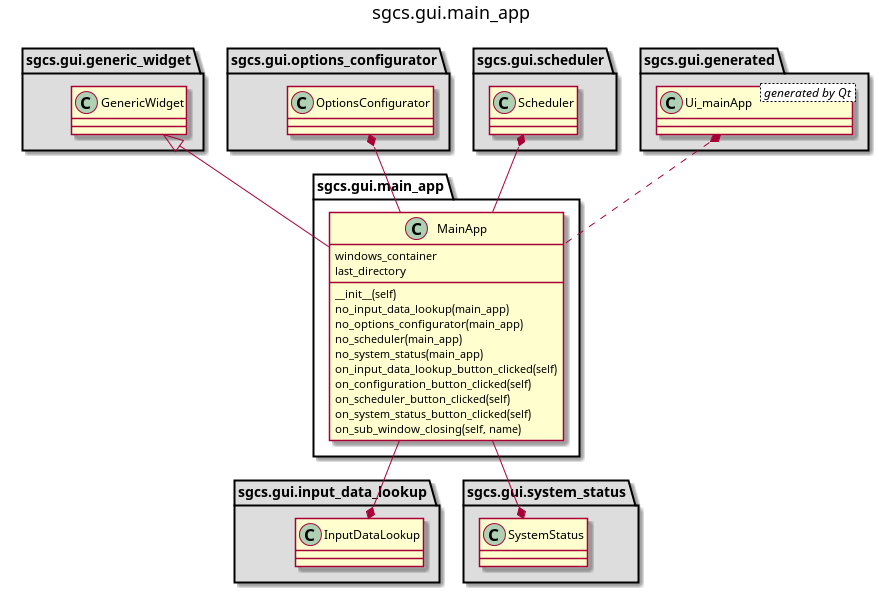 sgcs.gui.main_app
sgcs.gui.generic_widget
sgcs.gui.options_configurator
sgcs.gui.scheduler
sgcs.gui.generated
C GenericWidget
C OptionsConfigurator
C Scheduler
C Ui_mainApp
generated by Qt
sgcs.gui.main_app
C MainApp
windows_container
last_directory
__init__(self)
no_input_data_lookup(main_app)
no_options_configurator(main_app)
no_scheduler(main_app)
no_system_status(main_app)
on_input_data_lookup_button_clicked(self)
on_configuration_button_clicked(self)
on_scheduler_button_clicked(self)
on_system_status_button_clicked(self)
on_sub_window_closing(self, name)
sgcs.gui.input_data_lookup
sgcs.gui.system_status
C InputDataLookup
C SystemStatus